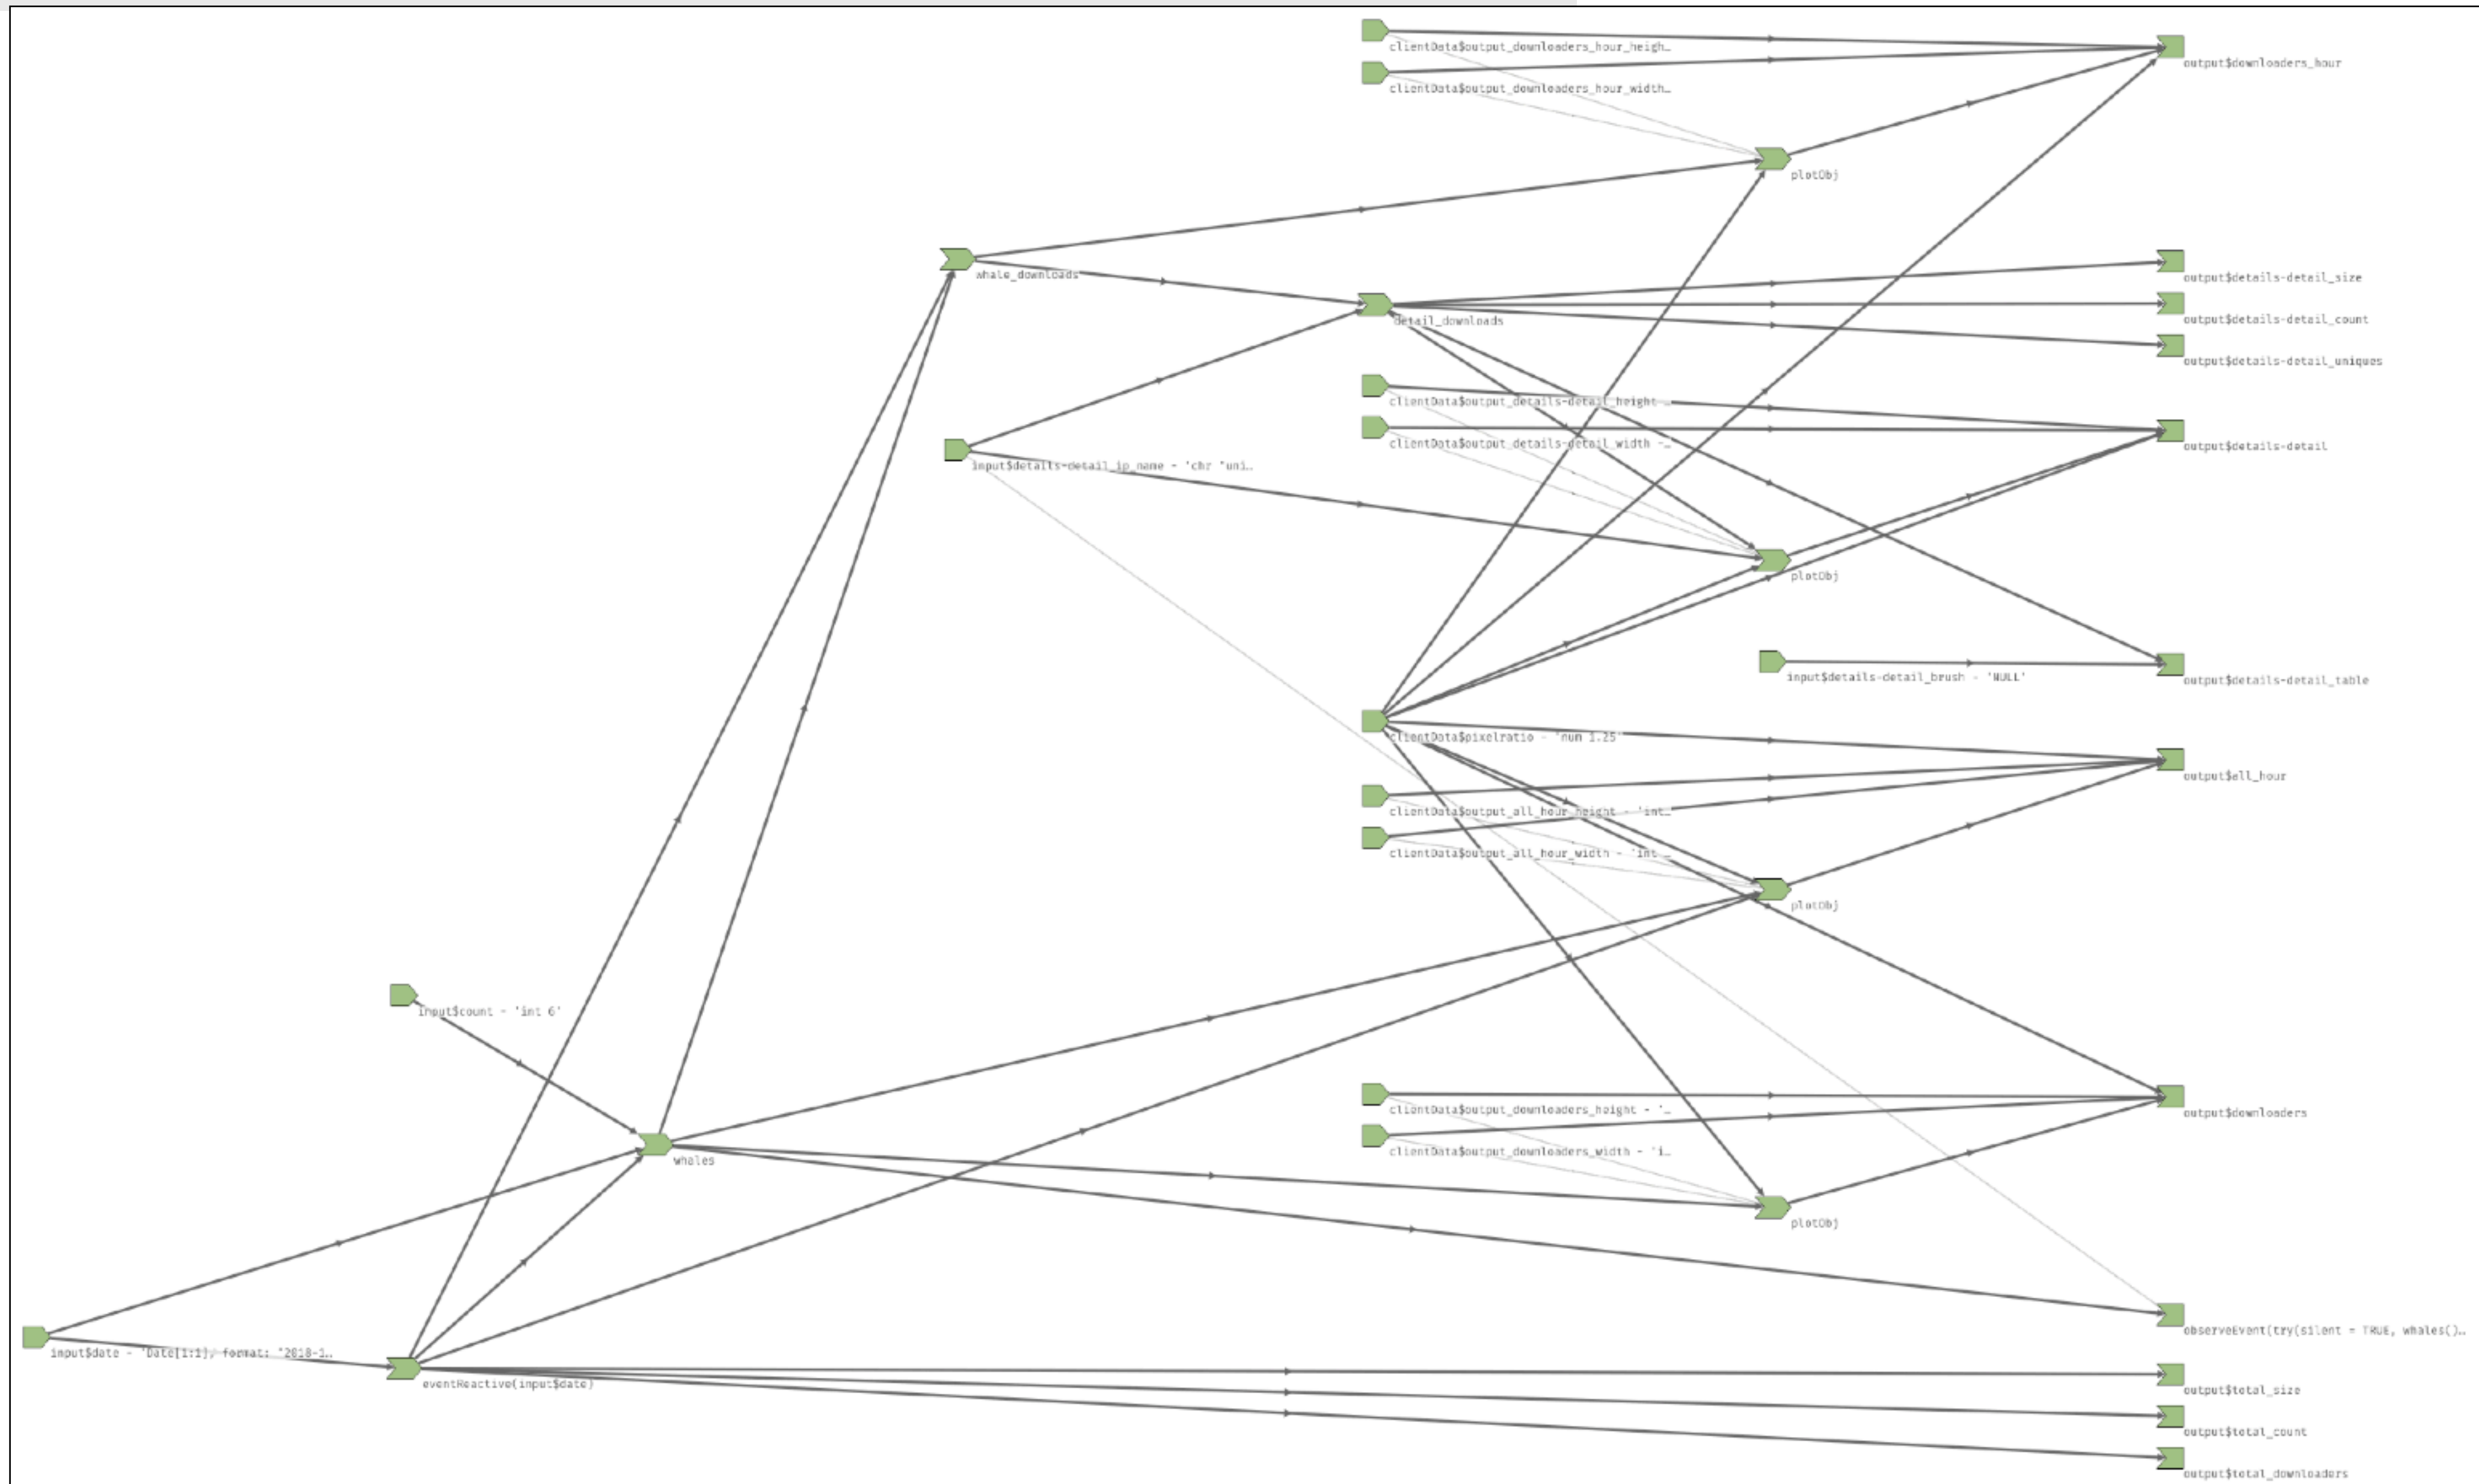 clientData$output_downloaders_hour_heigh…
output$downloaders_hour
clientData$output_downloaders_hour_width…
plotObj
whale_downloads
output$details-detail_size
detail_downloads
output$details-detail_count
output$details-detail_uniques
clientData$output_details-detail_height …
clientData$output_details-detail_width -…
output$details-detail
input$details-detail_ip_name - 'chr "uni…
plotObj
input$details-detail_brush - 'NULL'
output$details-detail_table
clientData$pixelratio - 'num 1.25'
output$all_hour
clientData$output_all_hour_height - 'int…
clientData$output_all_hour_width - 'int …
plotObj
input$count - 'int 6'
clientData$output_downloaders_height - '…
output$downloaders
clientData$output_downloaders_width - 'i…
whales
plotObj
observeEvent(try(silent = TRUE, whales()…
input$date - 'Date[1:1], format: "2018-1…
eventReactive(input$date)
output$total_size
output$total_count
output$total_downloaders